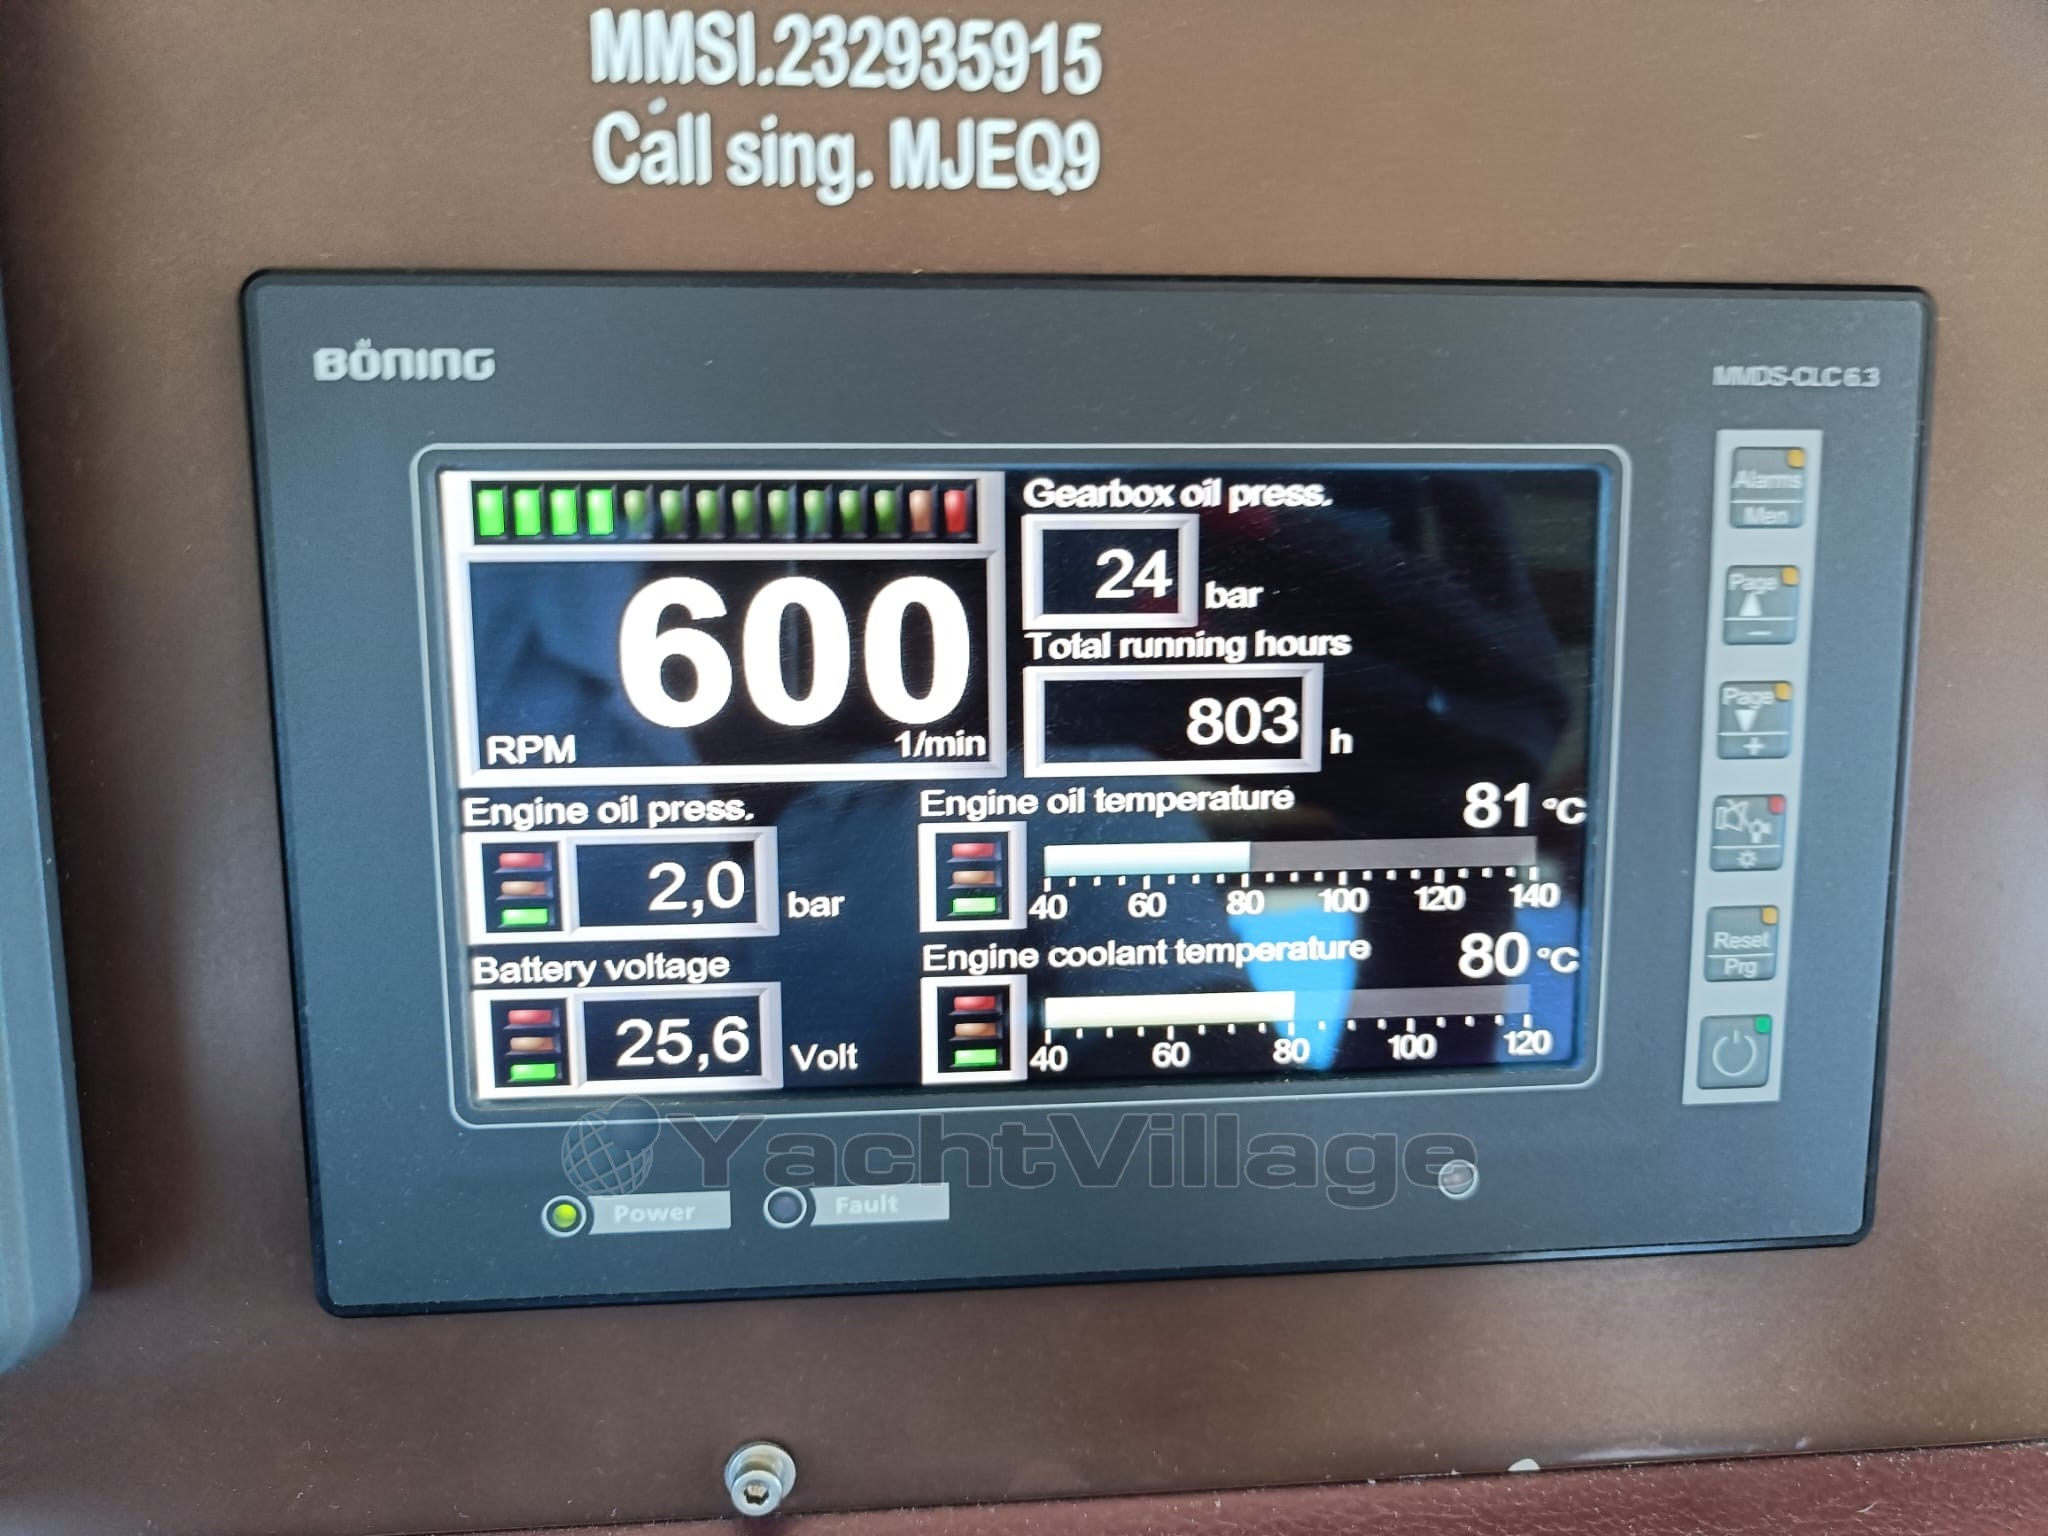 MMSI.232935915
Call sing. MJEQ9
BÖNING
MMDS-CLC 6.3
600
RPM 1/min
Gearbox oil press.
24 bar
Total running hours
803 h
Engine oil press.
2,0 bar
Engine oil temperature 81 °C
40 60 80 100 120 140
Battery voltage
25,6 Volt
Engine coolant temperature 80 °C
40 60 80 100 120
Alarms
Men
Page
−
Page
+
Reset
Prg
YachtVillage
Power
Fault